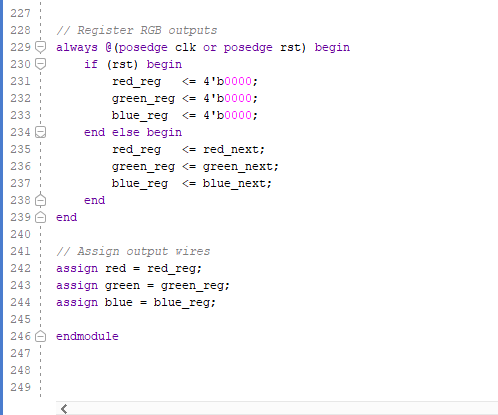 227
228 // Register RGB outputs
229 always @(posedge clk or posedge rst) begin
230     if (rst) begin
231         red_reg   <= 4'b0000;
232         green_reg <= 4'b0000;
233         blue_reg  <= 4'b0000;
234     end else begin
235         red_reg   <= red_next;
236         green_reg <= green_next;
237         blue_reg  <= blue_next;
238     end
239 end
240
241 // Assign output wires
242 assign red = red_reg;
243 assign green = green_reg;
244 assign blue = blue_reg;
245
246 endmodule
247
248
249